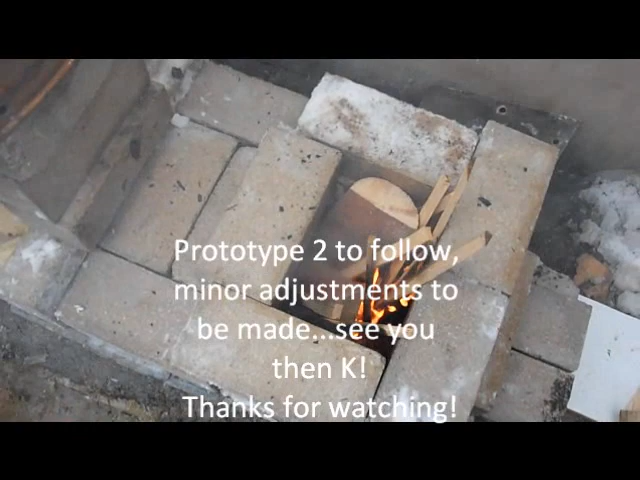 Prototype 2 to follow,
minor adjustments to
be made...see you
then K!
Thanks for watching!